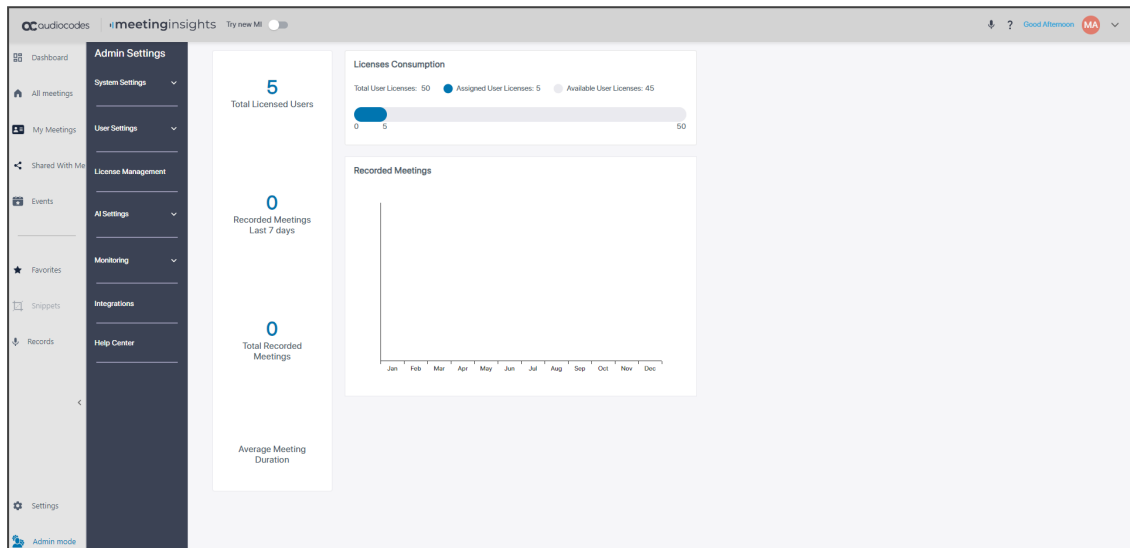 audiocodes
meetinginsights
Try new MI
Good Afternoon
MA
Dashboard
All meetings
My Meetings
Shared With Me
Events
Favorites
Snippets
Records
Settings
Admin mode
Admin Settings
System Settings
User Settings
License Management
AI Settings
Monitoring
Integrations
Help Center
5
Total Licensed Users
0
Recorded Meetings
Last 7 days
0
Total Recorded
Meetings
Average Meeting
Duration
Licenses Consumption
Total User Licenses: 50 Assigned User Licenses: 5 Available User Licenses: 45
0 5 50
Recorded Meetings
Jan Feb Mar Apr May Jun Jul Aug Sep Oct Nov Dec